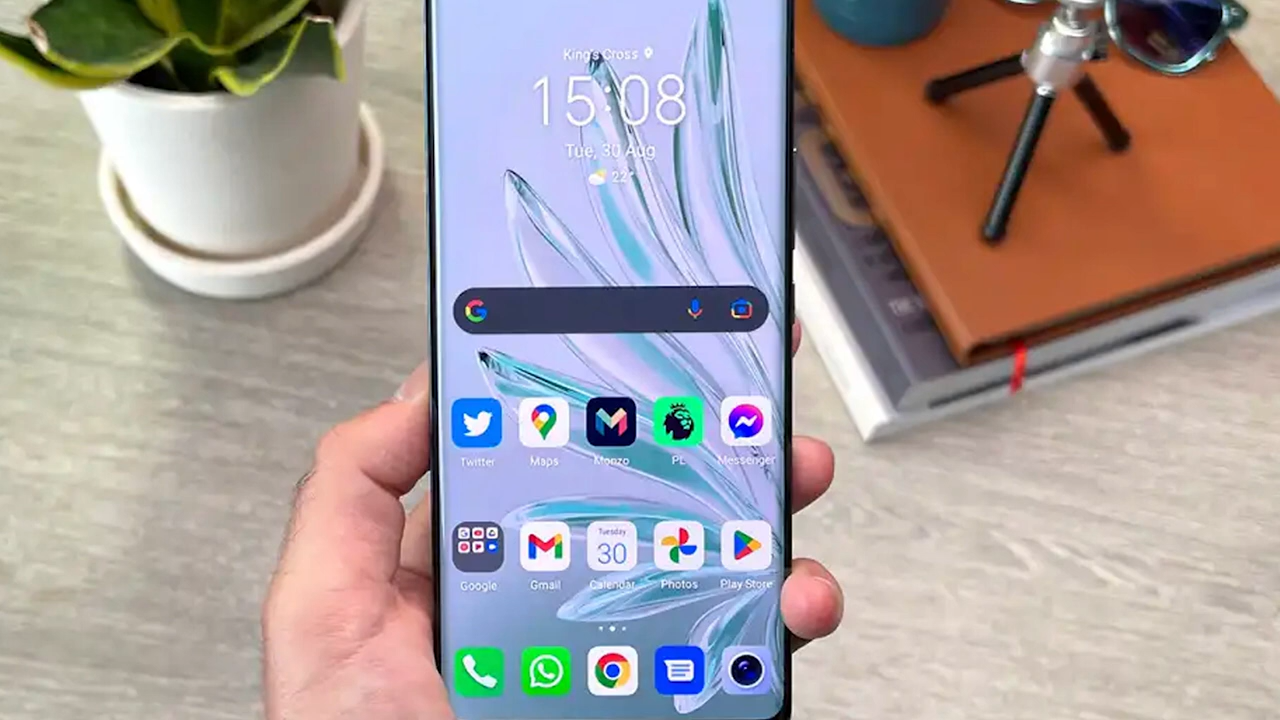 King's Cross
15:08
Tue, 30 Aug
22°
Twitter Maps Monzo PL Messenger
Tuesday
30
Google Gmail Calendar Photos Play Store